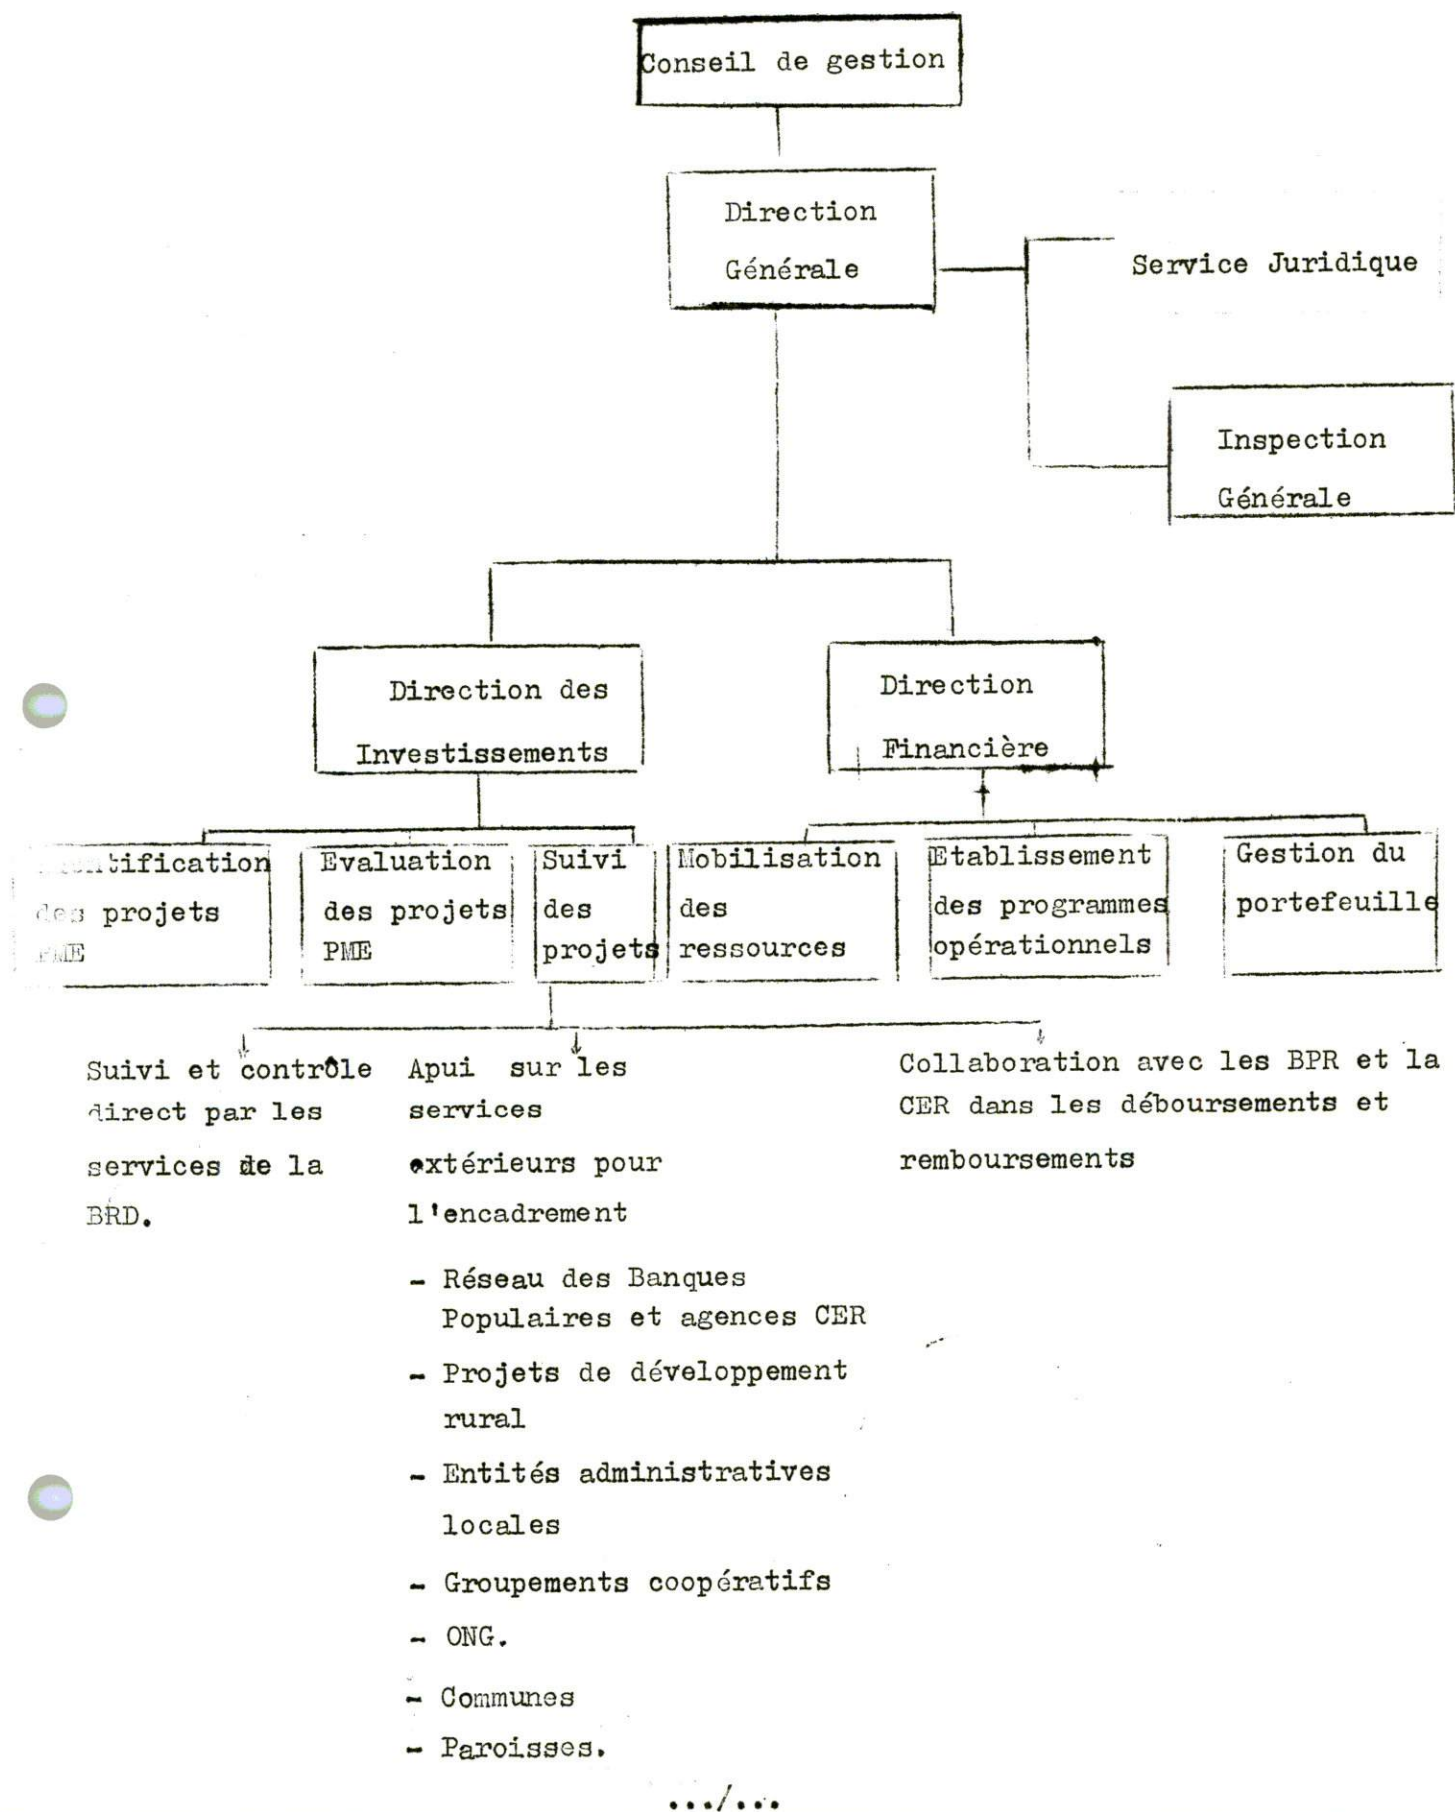 Conseil de gestion
Direction
Générale
Service Juridique
Inspection
Générale
Direction des
Investissements
Direction
Financière
Identification
des projets
PME
Evaluation
des projets
PME
Suivi
des
projets
Mobilisation
des
ressources
Etablissement
des programmes
opérationnels
Gestion du
portefeuille
Suivi et contrôle
direct par les
services de la
BRD.
Apui sur les
services
extérieurs pour
l'encadrement
- Réseau des Banques
Populaires et agences CER
- Projets de développement
rural
- Entités administratives
locales
- Groupements coopératifs
- ONG.
- Communes
- Paroisses.
Collaboration avec les BPR et la
CER dans les déboursements et
remboursements
.../...